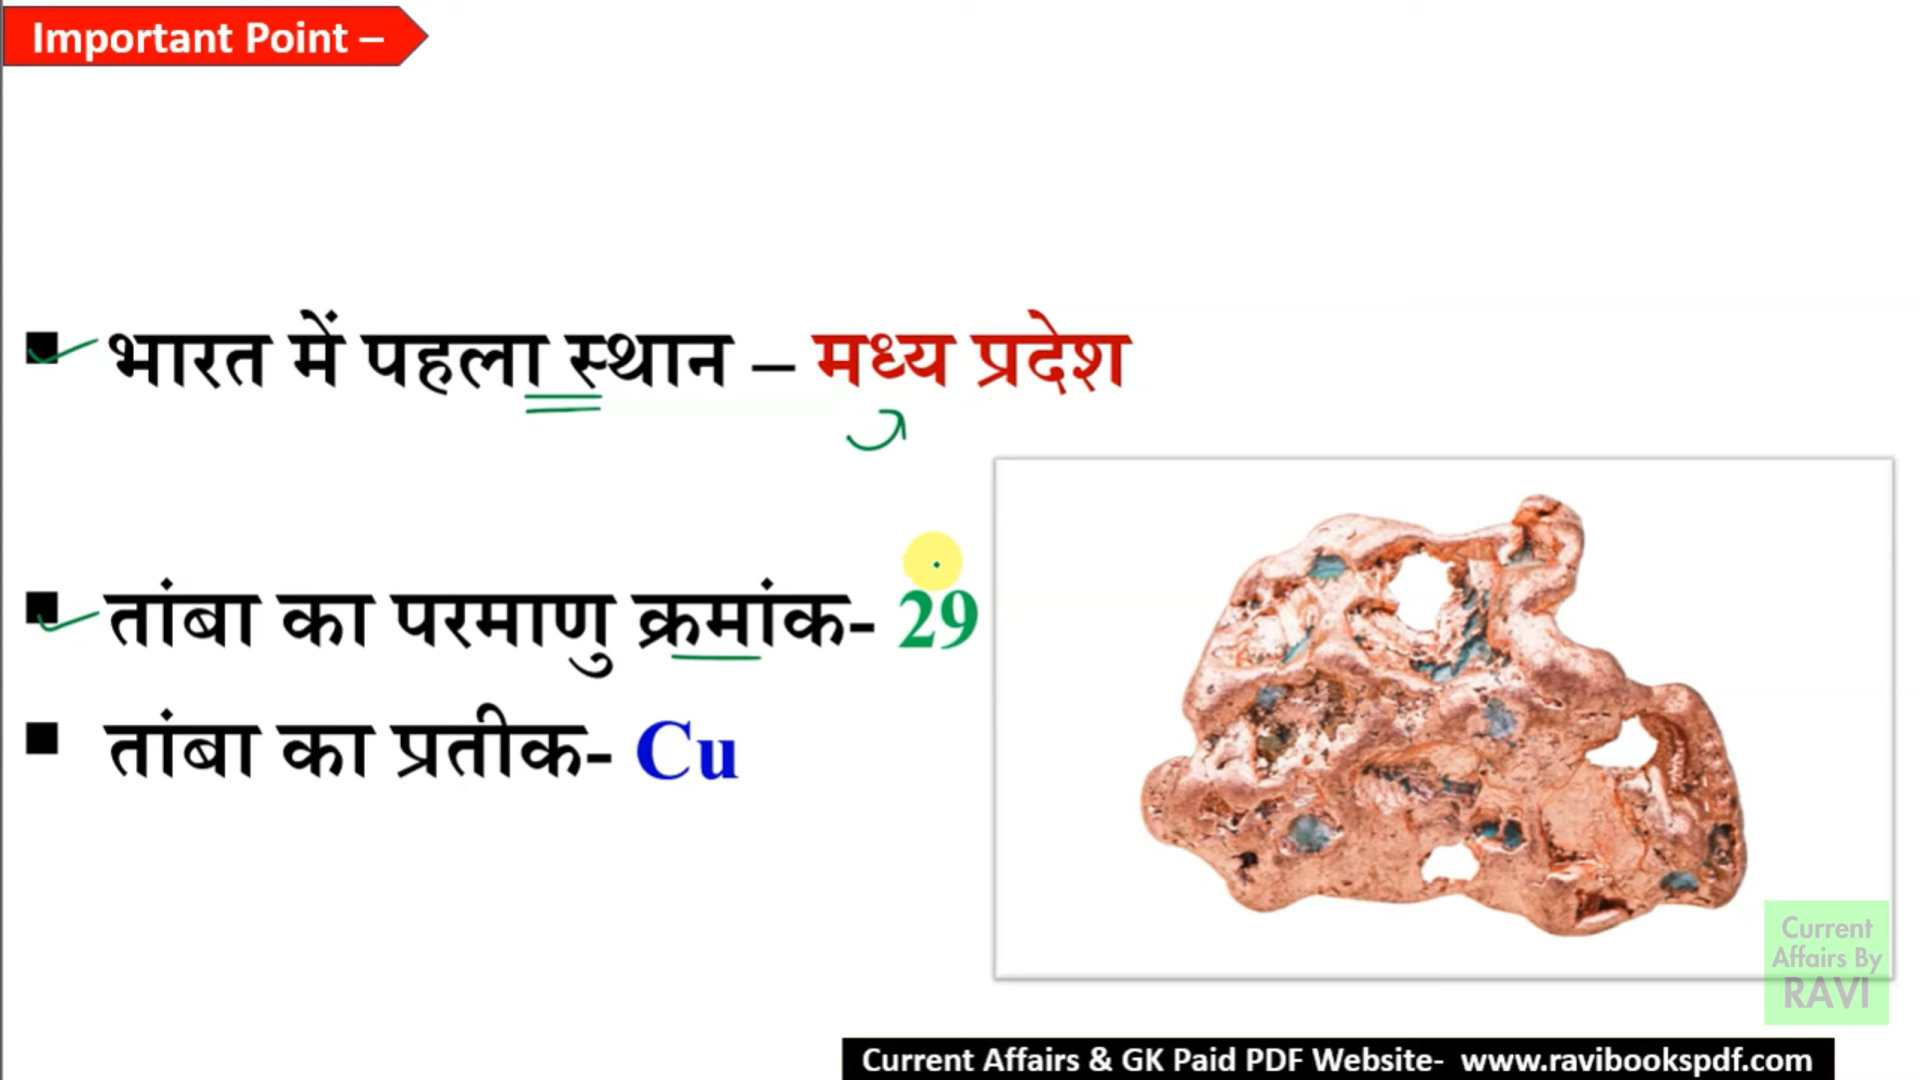 Important Point –
भारत में पहला स्थान – मध्य प्रदेश
तांबा का परमाणु क्रमांक- 29
तांबा का प्रतीक- Cu
Current
Affairs By
RAVI
Current Affairs & GK Paid PDF Website- www.ravibookspdf.com